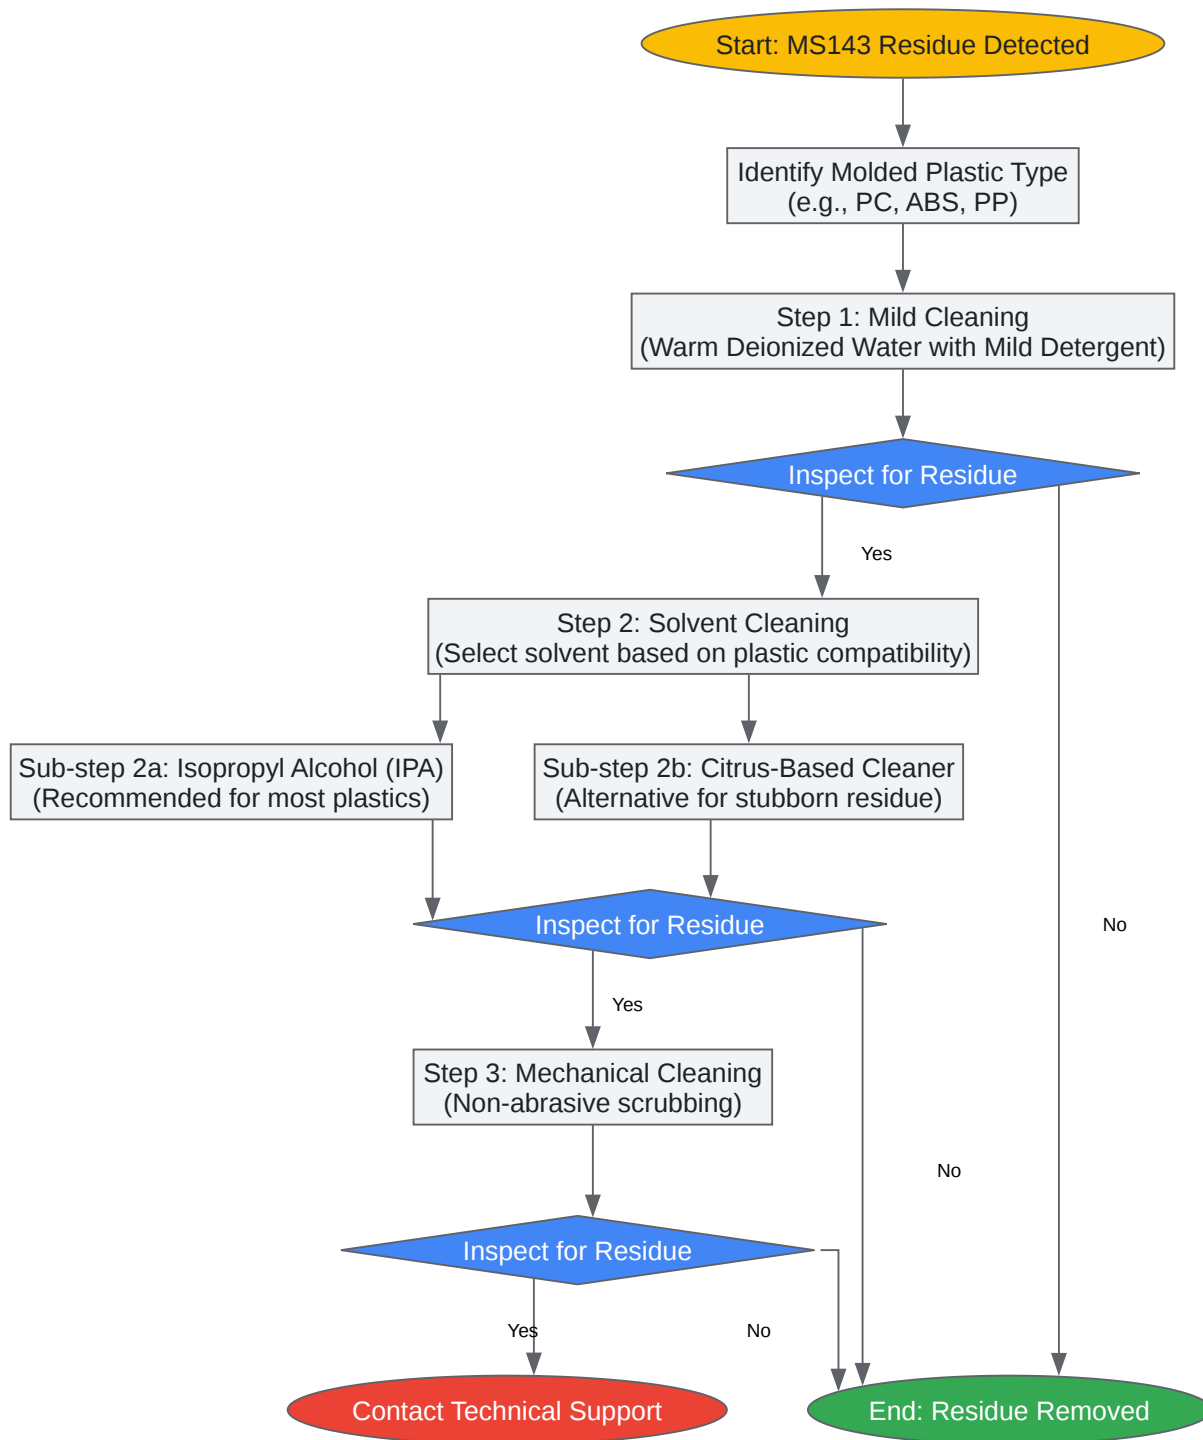 Start: MS143 Residue Detected
Identify Molded Plastic Type
(e.g., PC, ABS, PP)
Step 1: Mild Cleaning
(Warm Deionized Water with Mild Detergent)
Inspect for Residue
Yes
Step 2: Solvent Cleaning
(Select solvent based on plastic compatibility)
Sub-step 2a: Isopropyl Alcohol (IPA)
(Recommended for most plastics)
Sub-step 2b: Citrus-Based Cleaner
(Alternative for stubborn residue)
Inspect for Residue
No
Yes
Step 3: Mechanical Cleaning
(Non-abrasive scrubbing)
No
Inspect for Residue
Yes
No
Contact Technical Support
End: Residue Removed